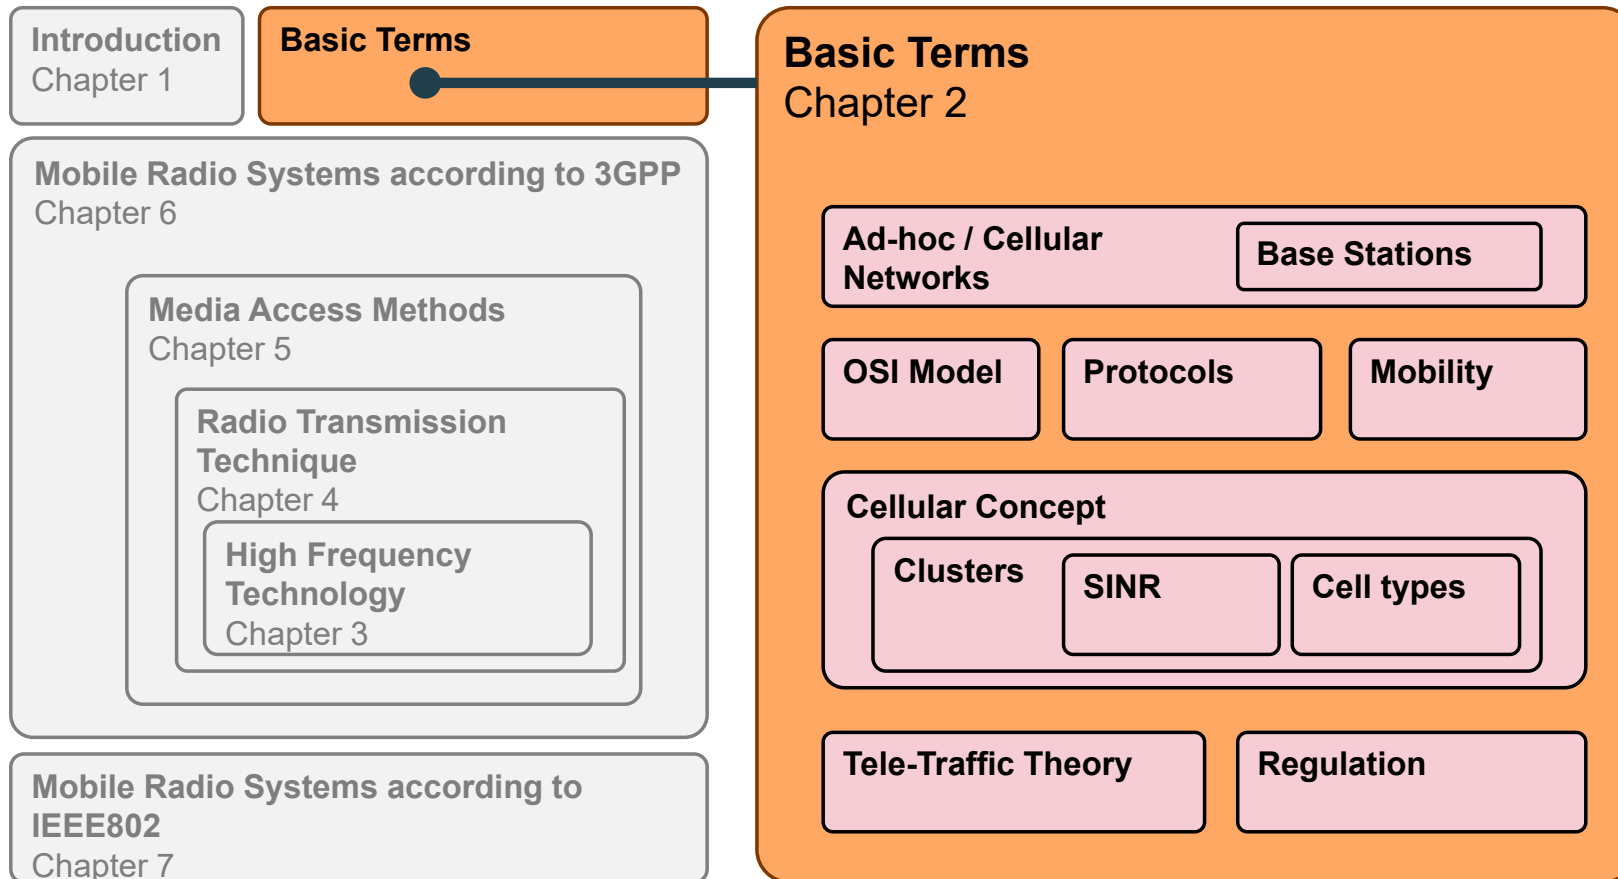 Introduction
Chapter 1
Basic Terms
Mobile Radio Systems according to 3GPP
Chapter 6
Media Access Methods
Chapter 5
Radio Transmission
Technique
Chapter 4
High Frequency
Technology
Chapter 3
Mobile Radio Systems according to
IEEE802
Chapter 7
Basic Terms
Chapter 2
Ad-hoc / Cellular
Networks
Base Stations
OSI Model
Protocols
Mobility
Cellular Concept
Clusters
SINR
Cell types
Tele-Traffic Theory
Regulation